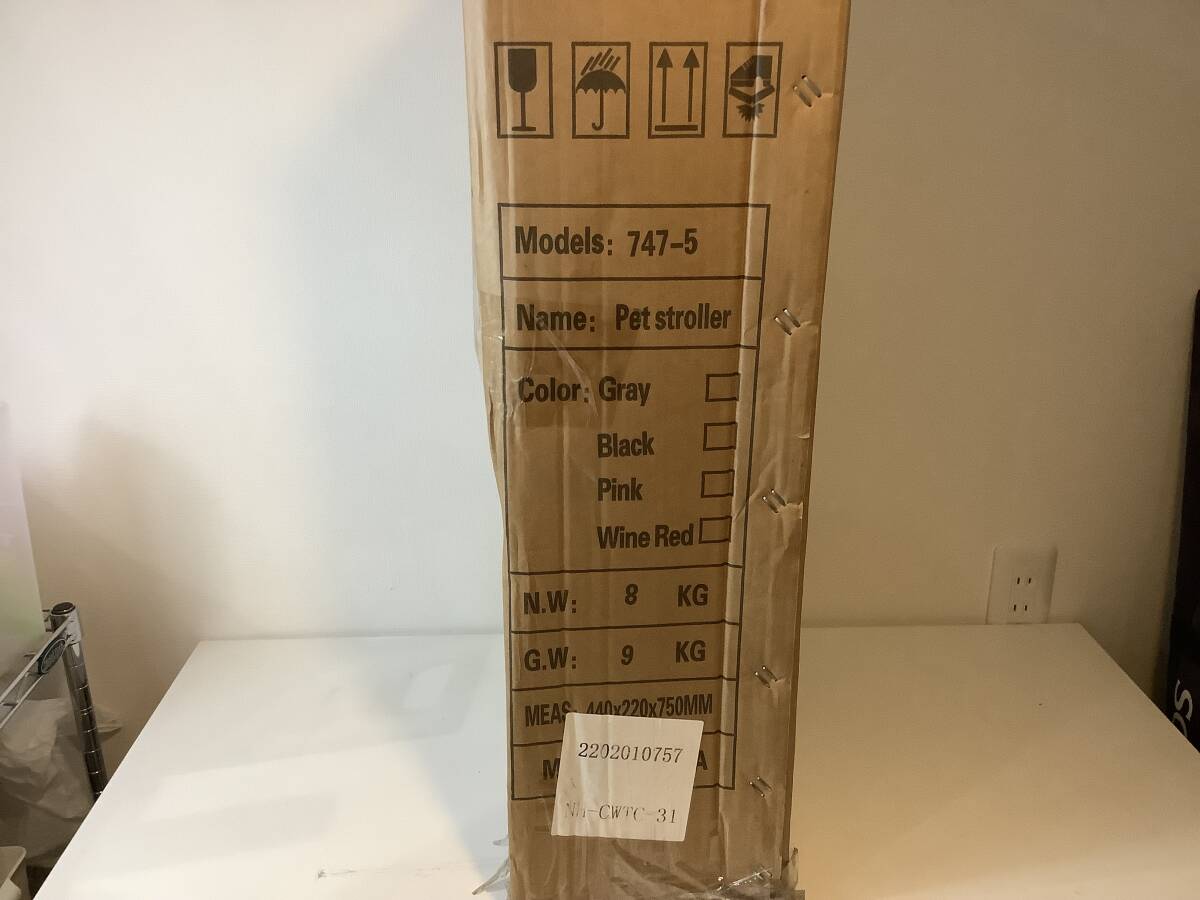 Models: 747-5
Name: Pet stroller
Color: Gray
Black
Pink
Wine Red
N.W: 8 KG
G.W: 9 KG
MEAS: 440x220x750MM
2202010757